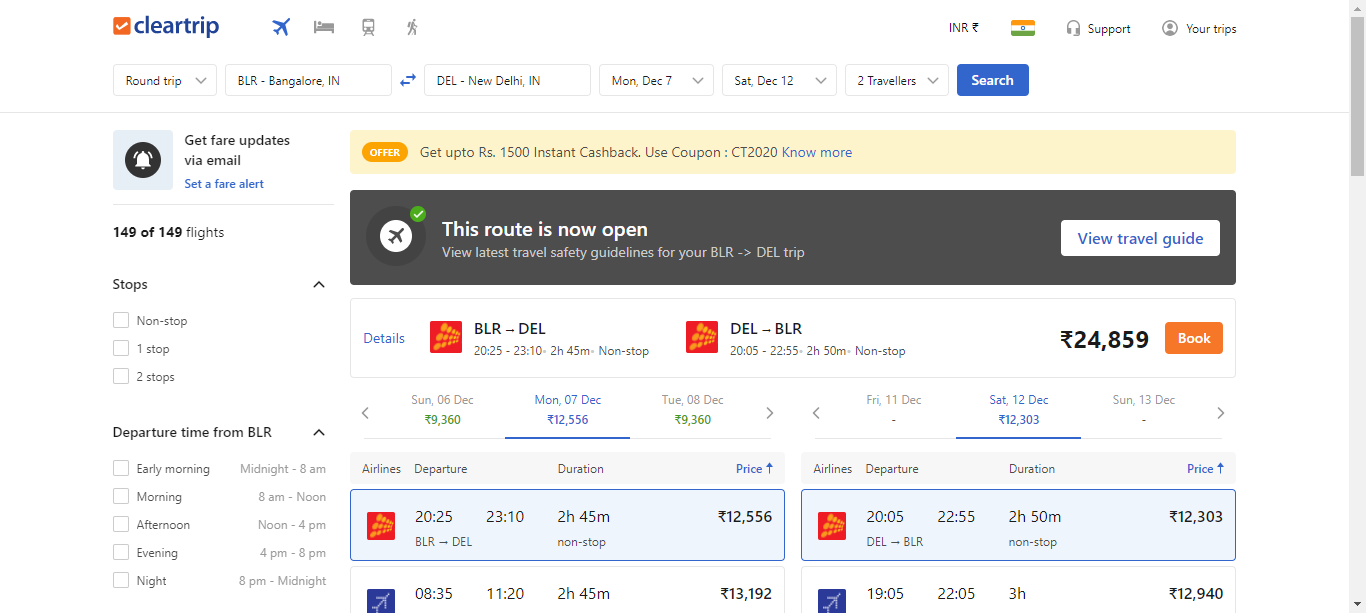 cleartrip
INR ₹
Support
Your trips
Round trip
BLR - Bangalore, IN
DEL - New Delhi, IN
Mon, Dec 7
Sat, Dec 12
2 Travellers
Search
Get fare updates
via email
Set a fare alert
149 of 149 flights
Stops
Non-stop
1 stop
2 stops
Departure time from BLR
Early morning Midnight - 8 am
Morning 8 am - Noon
Afternoon Noon - 4 pm
Evening 4 pm - 8 pm
Night 8 pm - Midnight
OFFER Get upto Rs. 1500 Instant Cashback. Use Coupon : CT2020 Know more
This route is now open
View latest travel safety guidelines for your BLR -> DEL trip
View travel guide
Details
BLR → DEL
20:25 - 23:10• 2h 45m• Non-stop
DEL → BLR
20:05 - 22:55• 2h 50m• Non-stop
₹24,859
Book
Sun, 06 Dec
₹9,360
Mon, 07 Dec
₹12,556
Tue, 08 Dec
₹9,360
Fri, 11 Dec
-
Sat, 12 Dec
₹12,303
Sun, 13 Dec
-
Airlines Departure Duration Price ↑
20:25 23:10 2h 45m ₹12,556
BLR → DEL non-stop
08:35 11:20 2h 45m ₹13,192
Airlines Departure Duration Price ↑
20:05 22:55 2h 50m ₹12,303
DEL → BLR non-stop
19:05 22:05 3h ₹12,940